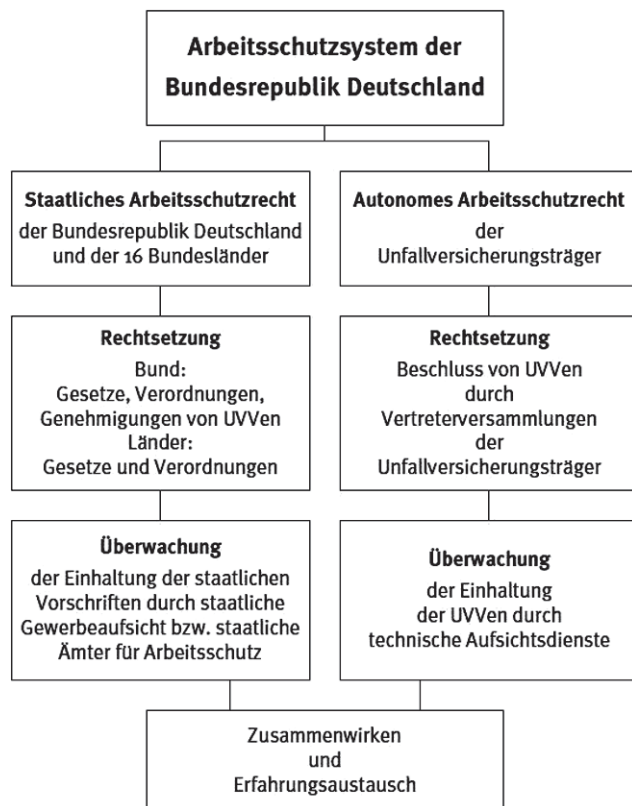 Arbeitsschutzsystem der
Bundesrepublik Deutschland
Staatliches Arbeitsschutzrecht
der Bundesrepublik Deutschland
und der 16 Bundesländer
Autonomes Arbeitsschutzrecht
der
Unfallversicherungsträger
Rechtsetzung
Bund:
Gesetze, Verordnungen,
Genehmigungen von UVVen
Länder:
Gesetze und Verordnungen
Rechtsetzung
Beschluss von UVVen
durch
Vertreterversammlungen
der
Unfallversicherungsträger
Überwachung
der Einhaltung der staatlichen
Vorschriften durch staatliche
Gewerbeaufsicht bzw. staatliche
Ämter für Arbeitsschutz
Überwachung
der Einhaltung
der UVVen durch
technische Aufsichtsdienste
Zusammenwirken
und
Erfahrungsaustausch